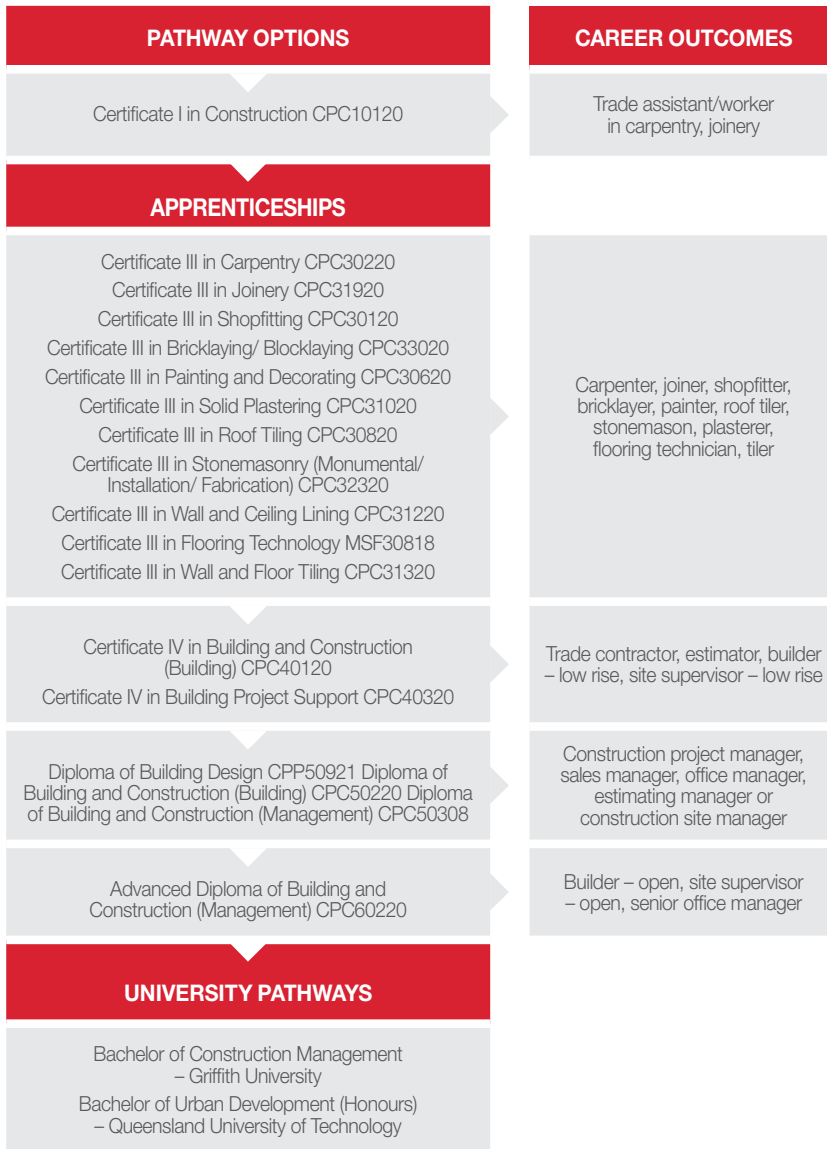 PATHWAY OPTIONS
CAREER OUTCOMES
Certificate I in Construction CPC10120
Trade assistant/worker
in carpentry, joinery
APPRENTICESHIPS
Certificate III in Carpentry CPC30220
Certificate III in Joinery CPC31920
Certificate III in Shopfitting CPC30120
Certificate III in Bricklaying/ Blocklaying CPC33020
Certificate III in Painting and Decorating CPC30620
Certificate III in Solid Plastering CPC31020
Certificate III in Roof Tiling CPC30820
Certificate III in Stonemasonry (Monumental/
Installation/ Fabrication) CPC32320
Certificate III in Wall and Ceiling Lining CPC31220
Certificate III in Flooring Technology MSF30818
Certificate III in Wall and Floor Tiling CPC31320
Carpenter, joiner, shopfitter,
bricklayer, painter, roof tiler,
stonemason, plasterer,
flooring technician, tiler
Certificate IV in Building and Construction
(Building) CPC40120
Certificate IV in Building Project Support CPC40320
Trade contractor, estimator, builder
– low rise, site supervisor – low rise
Diploma of Building Design CPP50921 Diploma of
Building and Construction (Building) CPC50220 Diploma
of Building and Construction (Management) CPC50308
Construction project manager,
sales manager, office manager,
estimating manager or
construction site manager
Advanced Diploma of Building and
Construction (Management) CPC60220
Builder – open, site supervisor
– open, senior office manager
UNIVERSITY PATHWAYS
Bachelor of Construction Management
– Griffith University
Bachelor of Urban Development (Honours)
– Queensland University of Technology